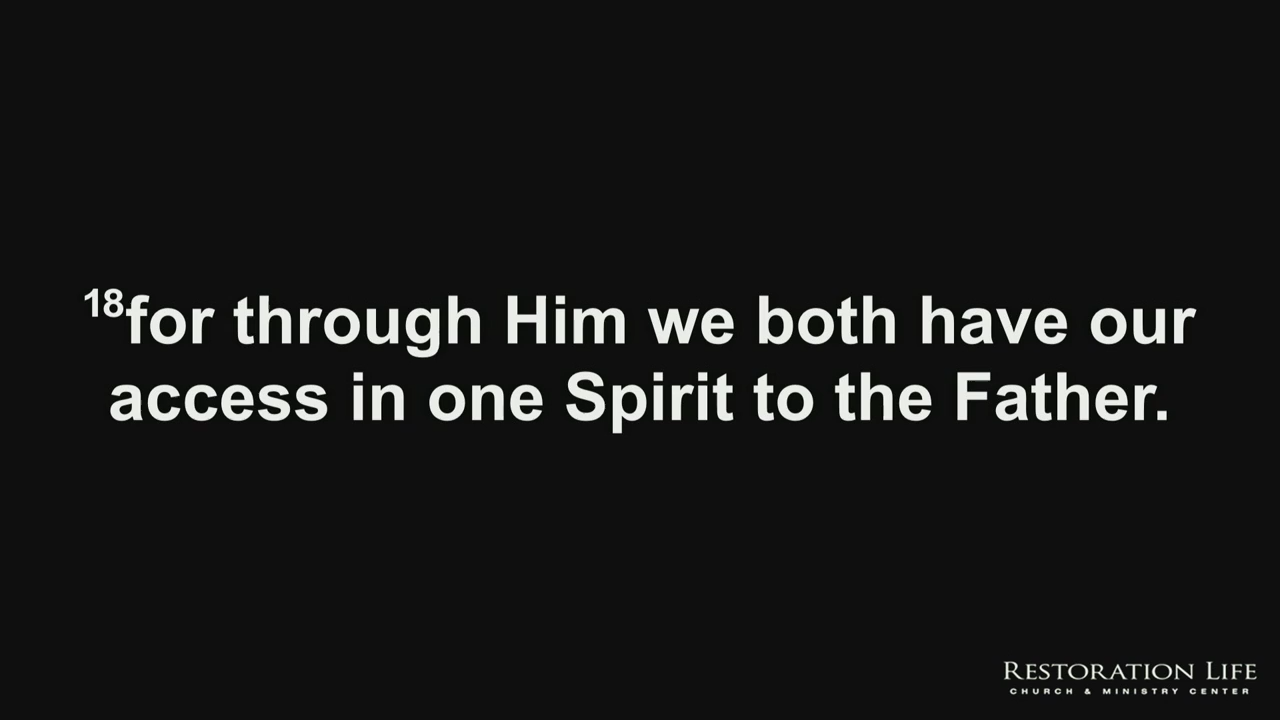 18for through Him we both have our
access in one Spirit to the Father.
RESTORATION LIFE
CHURCH & MINISTRY CENTER